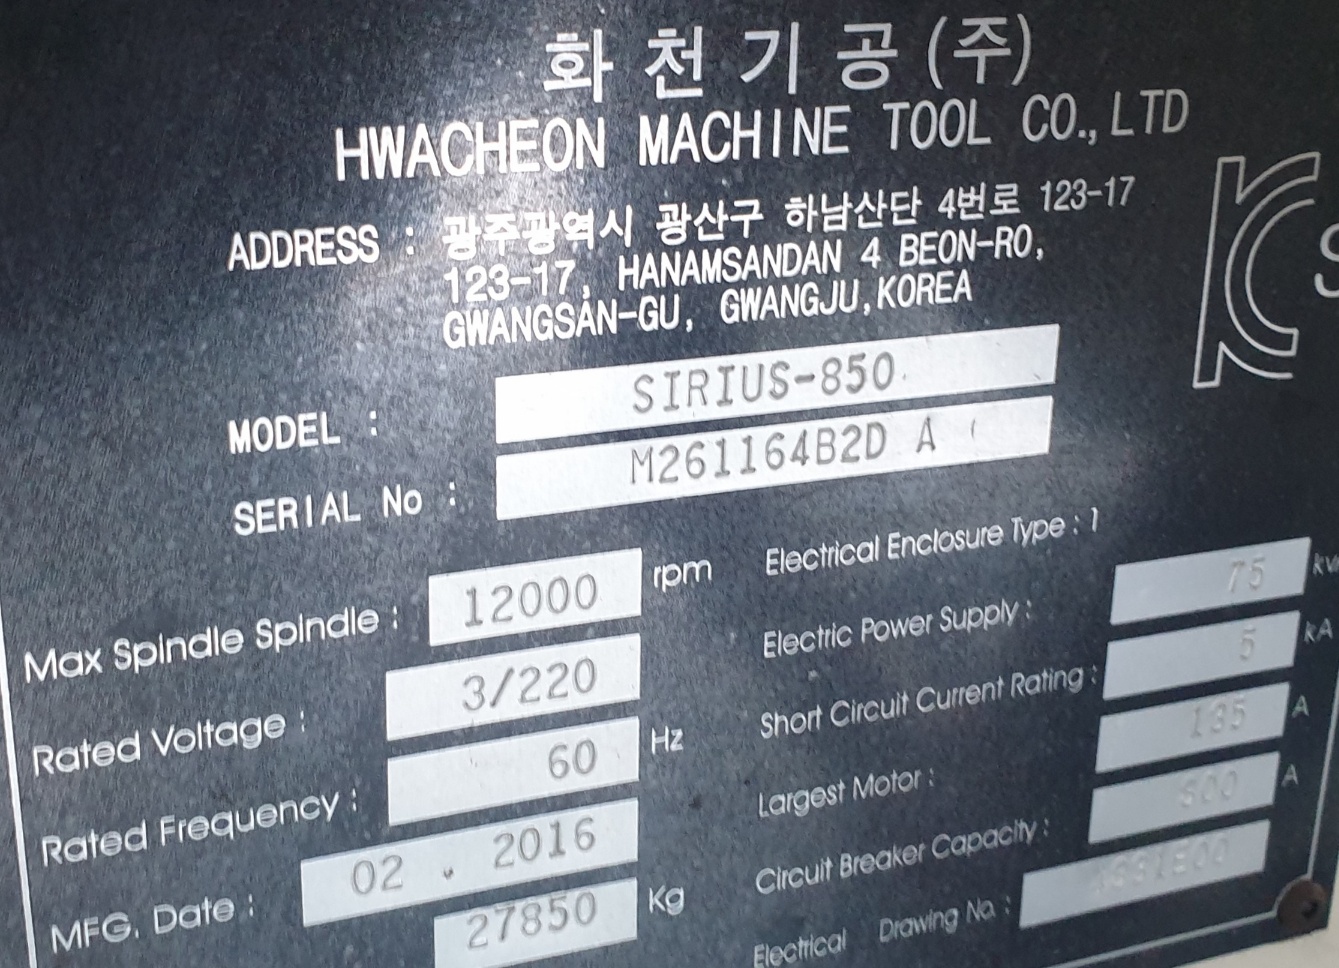 화천기공(주)
HWACHEON MACHINE TOOL CO., LTD
ADDRESS : 광주광역시 광산구 하남산단 4번로 123-17
123-17, HANAMSANDAN 4 BEON-RO,
GWANGSAN-GU, GWANGJU, KOREA
MODEL : SIRIUS-850
SERIAL No : M261164B2D A
Max Spindle Spindle : 12000 rpm
Rated Voltage : 3/220
Rated Frequency : 60 Hz
MFG. Date : 02 . 2016
27850 Kg
Electrical Enclosure Type : 1
Electric Power Supply : 75
Short Circuit Current Rating : 5 kA
Largest Motor : 135 A
Circuit Breaker Capacity : A
Electrical Drawing No. :